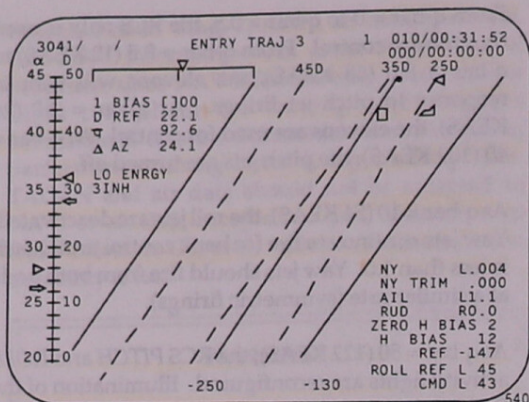 3041/ / ENTRY TRAJ 3 1 010/00:31:52
000/00:00:00
α D
45 50 45D 35D 25D
1 BIAS [ ]00
D REF 22.1
92.6
Δ AZ 24.1
40 40
LO ENRGY
3INH
35 30
30 20
25 10
20 0
NY L.004
NY TRIM .000
AIL L1.1
RUD R0.0
ZERO H BIAS 2
H BIAS 12
REF -147
ROLL REF 45
CMD 43
-250 -130
540